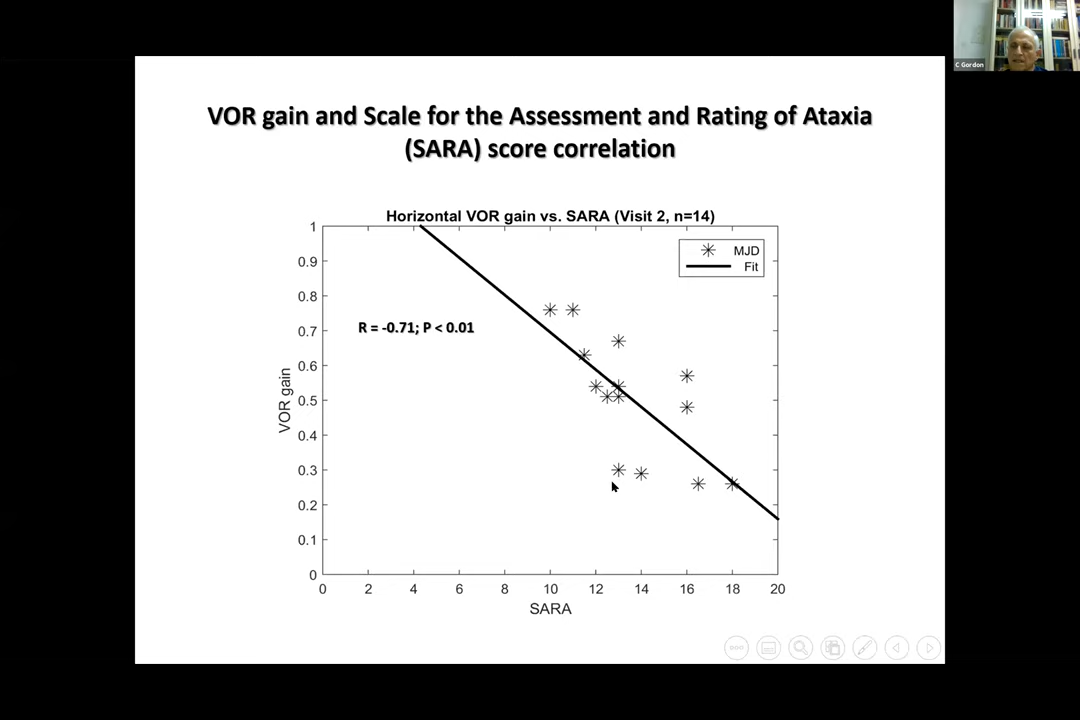 C Gordon
VOR gain and Scale for the Assessment and Rating of Ataxia
(SARA) score correlation
Horizontal VOR gain vs. SARA (Visit 2, n=14)
MJD
Fit
R = -0.71; P < 0.01
VOR gain
1
0.9
0.8
0.7
0.6
0.5
0.4
0.3
0.2
0.1
0
0 2 4 6 8 10 12 14 16 18 20
SARA